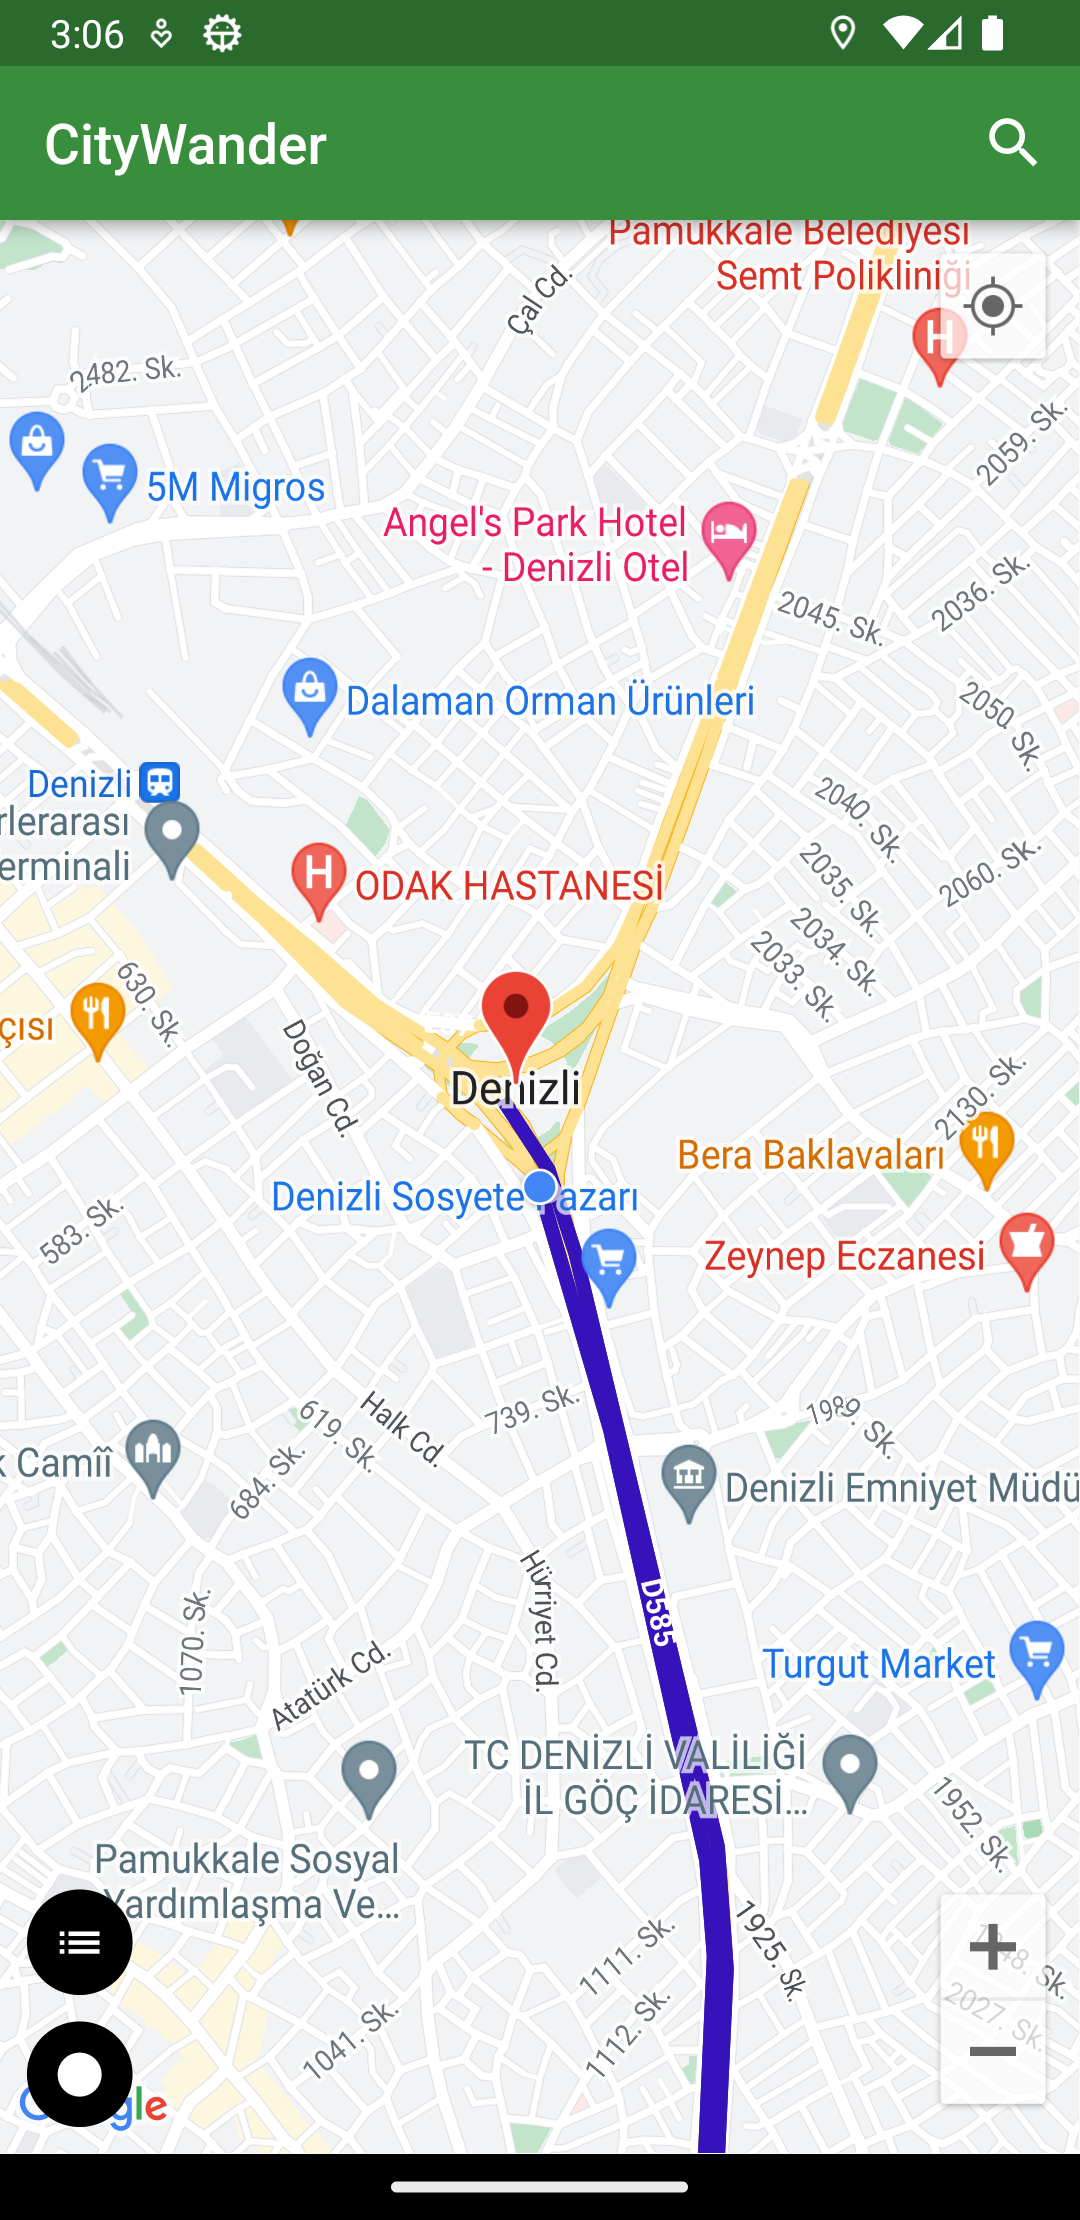 3:06
CityWander
Pamukkale Belediyesi
Semt Polikliniği
Çal Cd.
2482. Sk.
2059. Sk.
5M Migros
Angel's Park Hotel
- Denizli Otel
2036. Sk.
2045. Sk.
Dalaman Orman Ürünleri
2050. Sk.
Denizli
rlerarası
erminali
2040. Sk.
2035. Sk.
2060. Sk.
ODAK HASTANESİ
2034. Sk.
2033. Sk.
630. Sk.
çısı
Doğan Cd.
Denizli
2130. Sk.
Bera Baklavaları
Denizli Sosyete Pazarı
583. Sk.
Zeynep Eczanesi
Halk Cd.
739. Sk.
619. Sk.
1989. Sk.
k Camîî
684. Sk.
Denizli Emniyet Müdü
Hürriyet Cd.
D585
1070. Sk.
Atatürk Cd.
Turgut Market
TC DENİZLİ VALİLİĞİ
İL GÖÇ İDARESİ...
1952. Sk.
Pamukkale Sosyal
Yardımlaşma Ve...
1925. Sk.
1111. Sk.
1112. Sk.
1041. Sk.
2027. Sk.
Google